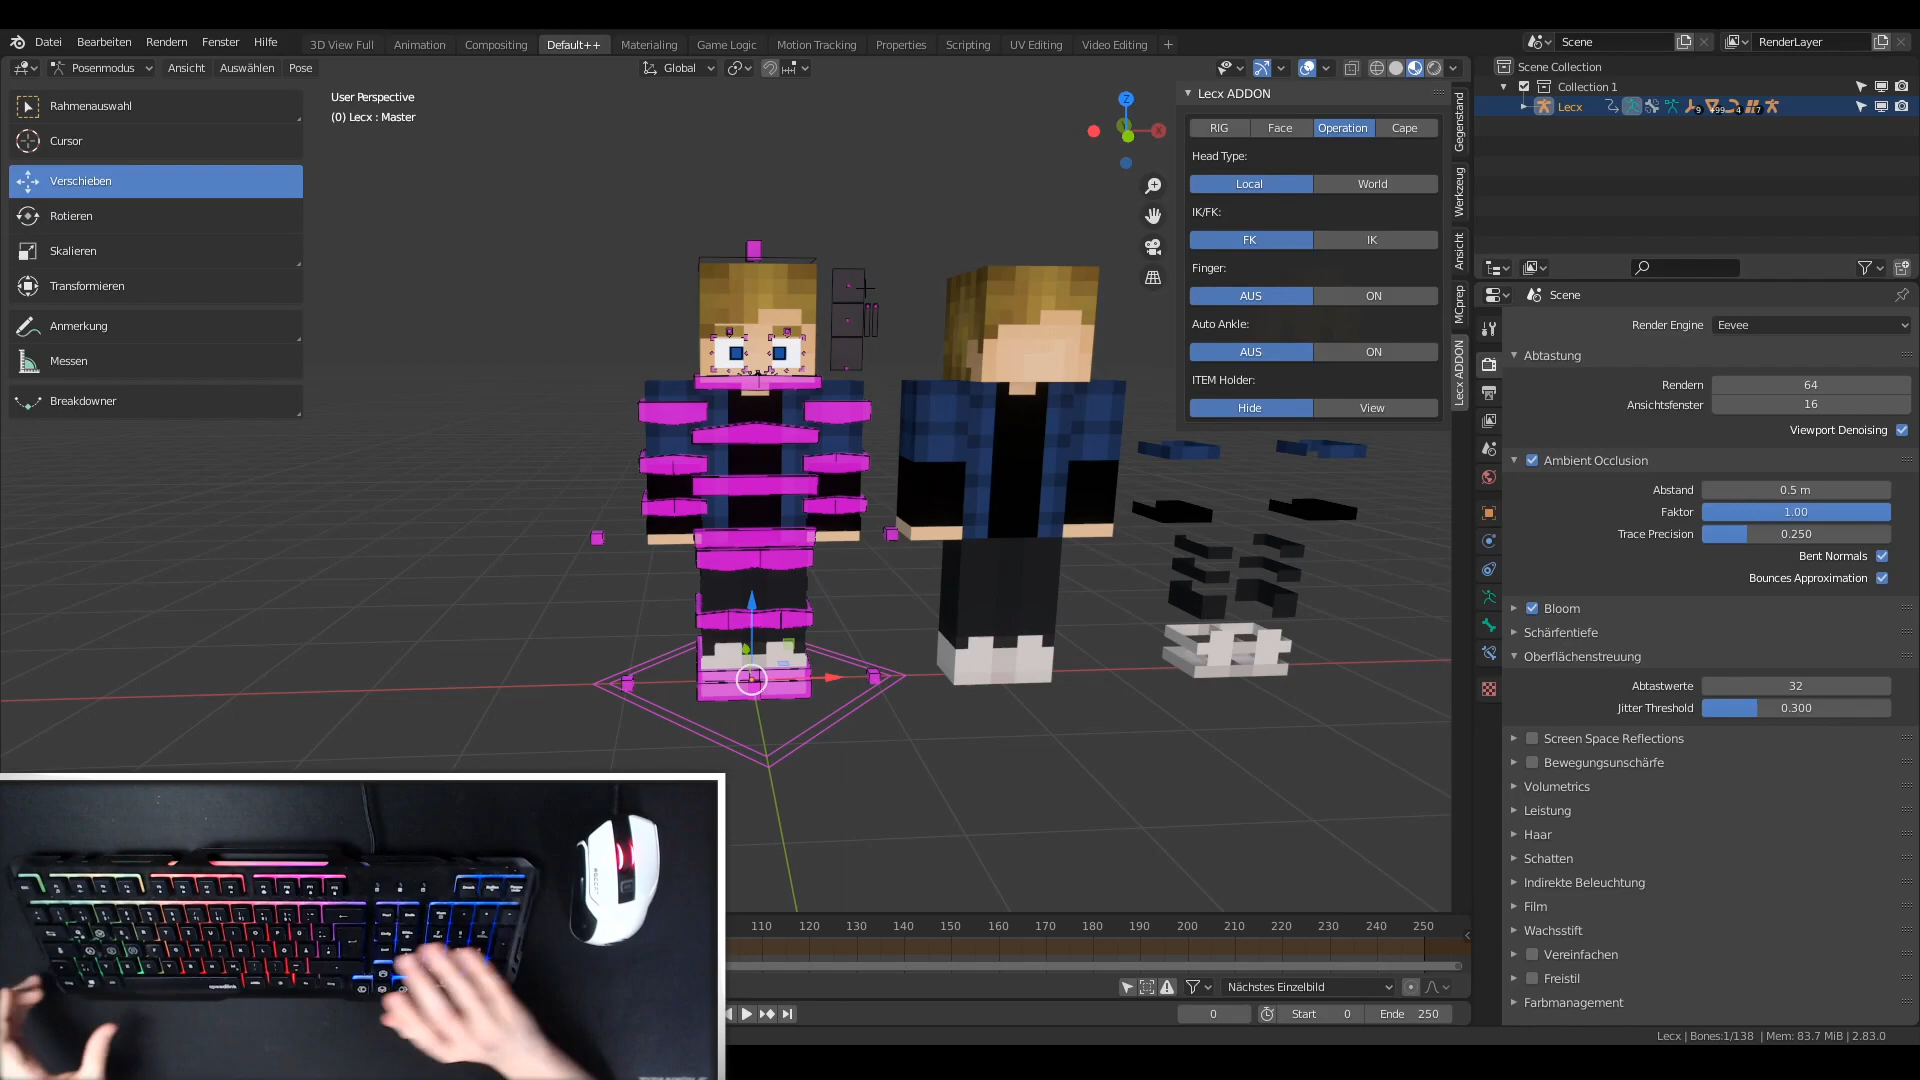 Datei Bearbeiten Rendern Fenster Hilfe
3D View Full Animation Compositing Default++ Materialing Game Logic Motion Tracking Properties Scripting UV Editing Video Editing +
Scene
RenderLayer
Posenmodus Ansicht Auswählen Pose
Global
Rahmenauswahl
Cursor
Verschieben
Rotieren
Skalieren
Transformieren
Anmerkung
Messen
Breakdowner
User Perspective
(0) Lecx : Master
Z
X
Lecx ADDON
RIG Face Operation Cape
Head Type:
Local World
IK/FK:
FK IK
Finger:
AUS ON
Auto Ankle:
AUS ON
ITEM Holder:
Hide View
Gegenstand
Werkzeug
Ansicht
MCprep
Lecx ADDON
Scene Collection
Collection 1
Lecx
Scene
Render Engine Eevee
Abtastung
Rendern 64
Ansichtsfenster 16
Viewport Denoising
Ambient Occlusion
Abstand 0.5 m
Faktor 1.00
Trace Precision 0.250
Bent Normals
Bounces Approximation
Bloom
Schärfentiefe
Oberflächenstreuung
Abtastwerte 32
Jitter Threshold 0.300
Screen Space Reflections
Bewegungsunschärfe
Volumetrics
Leistung
Haar
Schatten
Indirekte Beleuchtung
Film
Wachsstift
Vereinfachen
Freistil
Farbmanagement
110 120 130 140 150 160 170 180 190 200 210 220 230 240 250
Nächstes Einzelbild
0 Start 0 Ende 250
Lecx | Bones:1/138 | Mem: 83.7 MiB | 2.83.0
speedlink